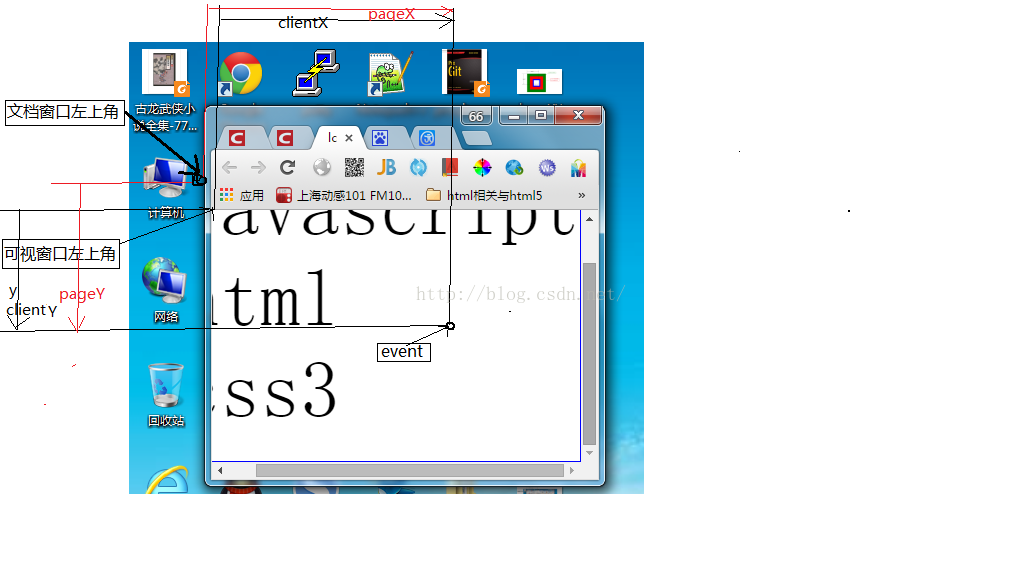 pageX
clientX
Git
古龙武侠小
说全集-77...
文档窗口左上角
66
lc
JB
应用
上海动感101 FM10...
html相关与html5
»
计算机
avascript
可视窗口左上角
y
clientY
pageY
html
http://blog.csdn.net/
网络
event
css3
回收站